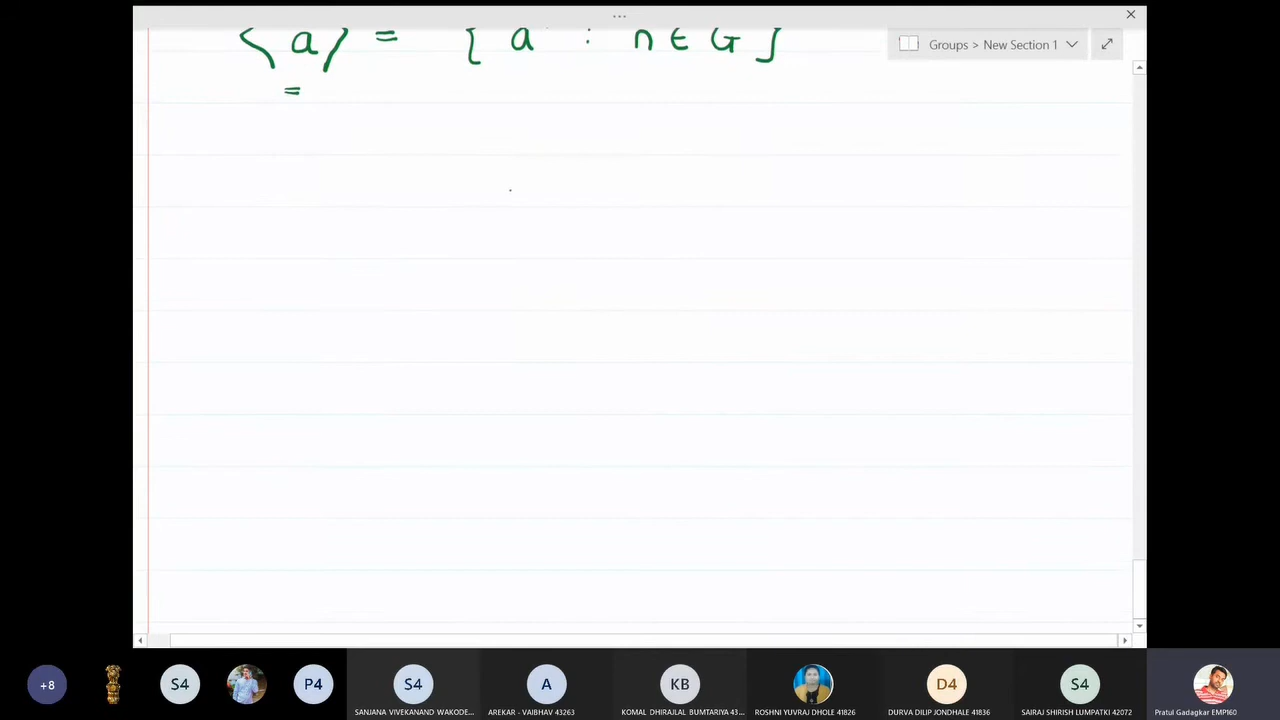 ⟨a⟩ = { a : n ∈ G }
=
Groups > New Section 1
+8
S4
P4
S4
A
KB
D4
S4
SANJANA VIVEKANAND WAKODE...
AREKAR - VAIBHAV 43263
KOMAL DHIRAJLAL BUMTARIYA 43...
ROSHNI YUVRAJ DHOLE 41826
DURVA DILIP JONDHALE 41836
SAIRAJ SHIRISH LUMPATKI 42072
Pratul Gadagkar EMP160